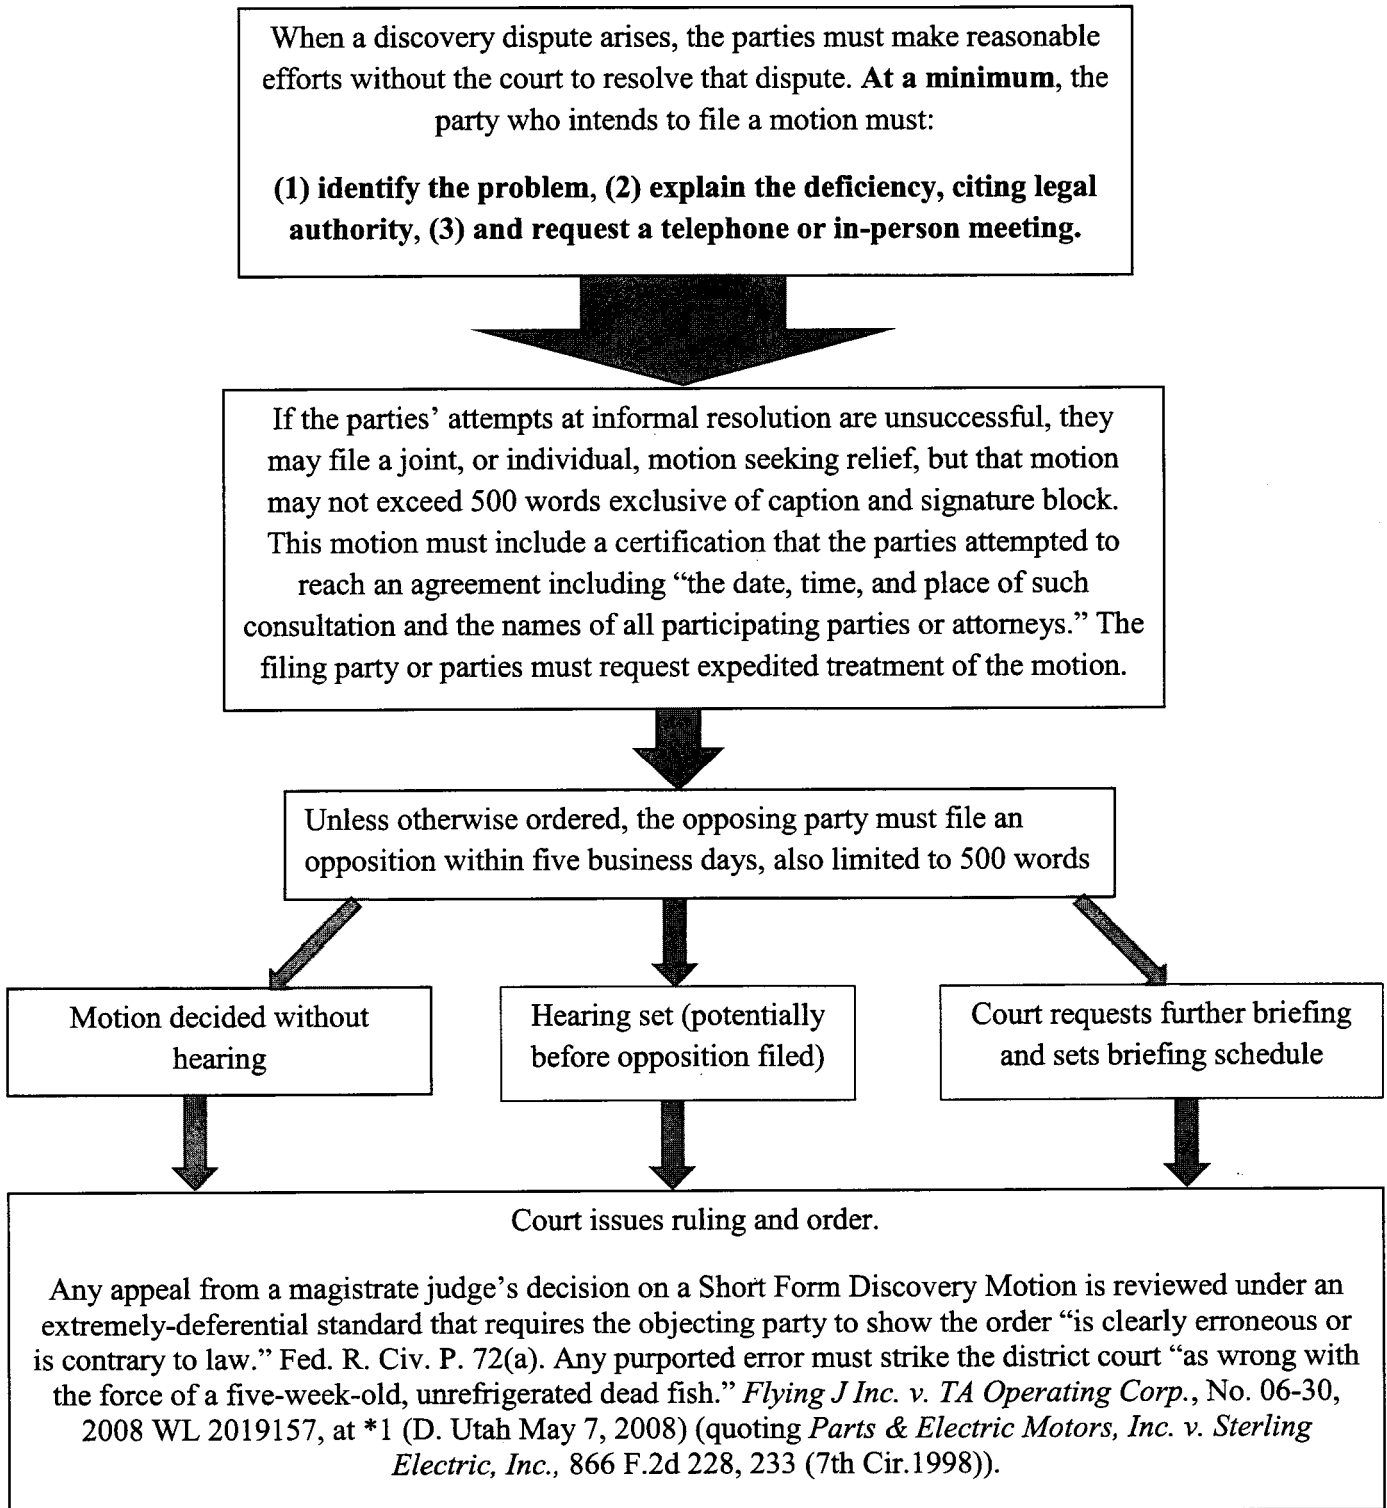 When a discovery dispute arises, the parties must make reasonable
efforts without the court to resolve that dispute. At a minimum, the
party who intends to file a motion must:
(1) identify the problem, (2) explain the deficiency, citing legal
authority, (3) and request a telephone or in-person meeting.
If the parties’ attempts at informal resolution are unsuccessful, they
may file a joint, or individual, motion seeking relief, but that motion
may not exceed 500 words exclusive of caption and signature block.
This motion must include a certification that the parties attempted to
reach an agreement including “the date, time, and place of such
consultation and the names of all participating parties or attorneys.” The
filing party or parties must request expedited treatment of the motion.
Unless otherwise ordered, the opposing party must file an
opposition within five business days, also limited to 500 words
Motion decided without
hearing
Hearing set (potentially
before opposition filed)
Court requests further briefing
and sets briefing schedule
Court issues ruling and order.
Any appeal from a magistrate judge’s decision on a Short Form Discovery Motion is reviewed under an
extremely-deferential standard that requires the objecting party to show the order “is clearly erroneous or
is contrary to law.” Fed. R. Civ. P. 72(a). Any purported error must strike the district court “as wrong with
the force of a five-week-old, unrefrigerated dead fish.” Flying J Inc. v. TA Operating Corp., No. 06-30,
2008 WL 2019157, at *1 (D. Utah May 7, 2008) (quoting Parts & Electric Motors, Inc. v. Sterling
Electric, Inc., 866 F.2d 228, 233 (7th Cir.1998)).